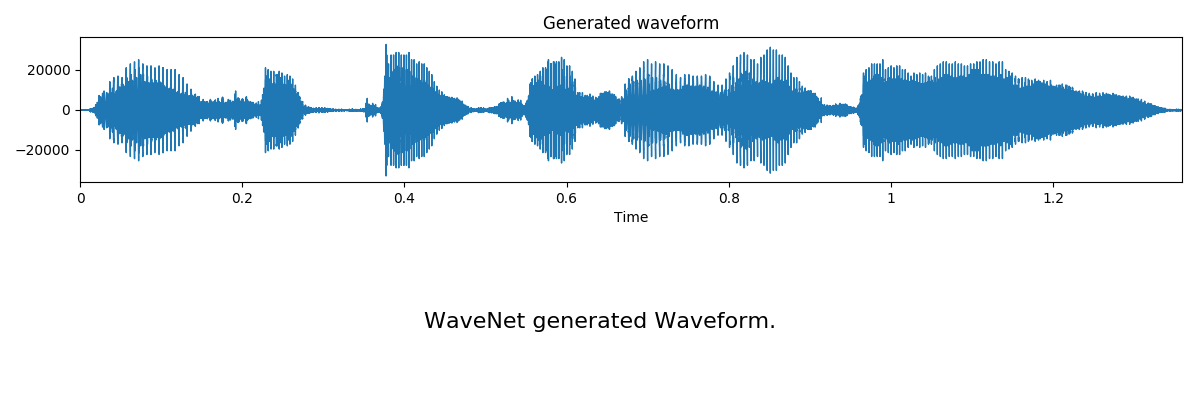 Generated waveform
20000
0
−20000
0 0.2 0.4 0.6 0.8 1 1.2
Time
WaveNet generated Waveform.